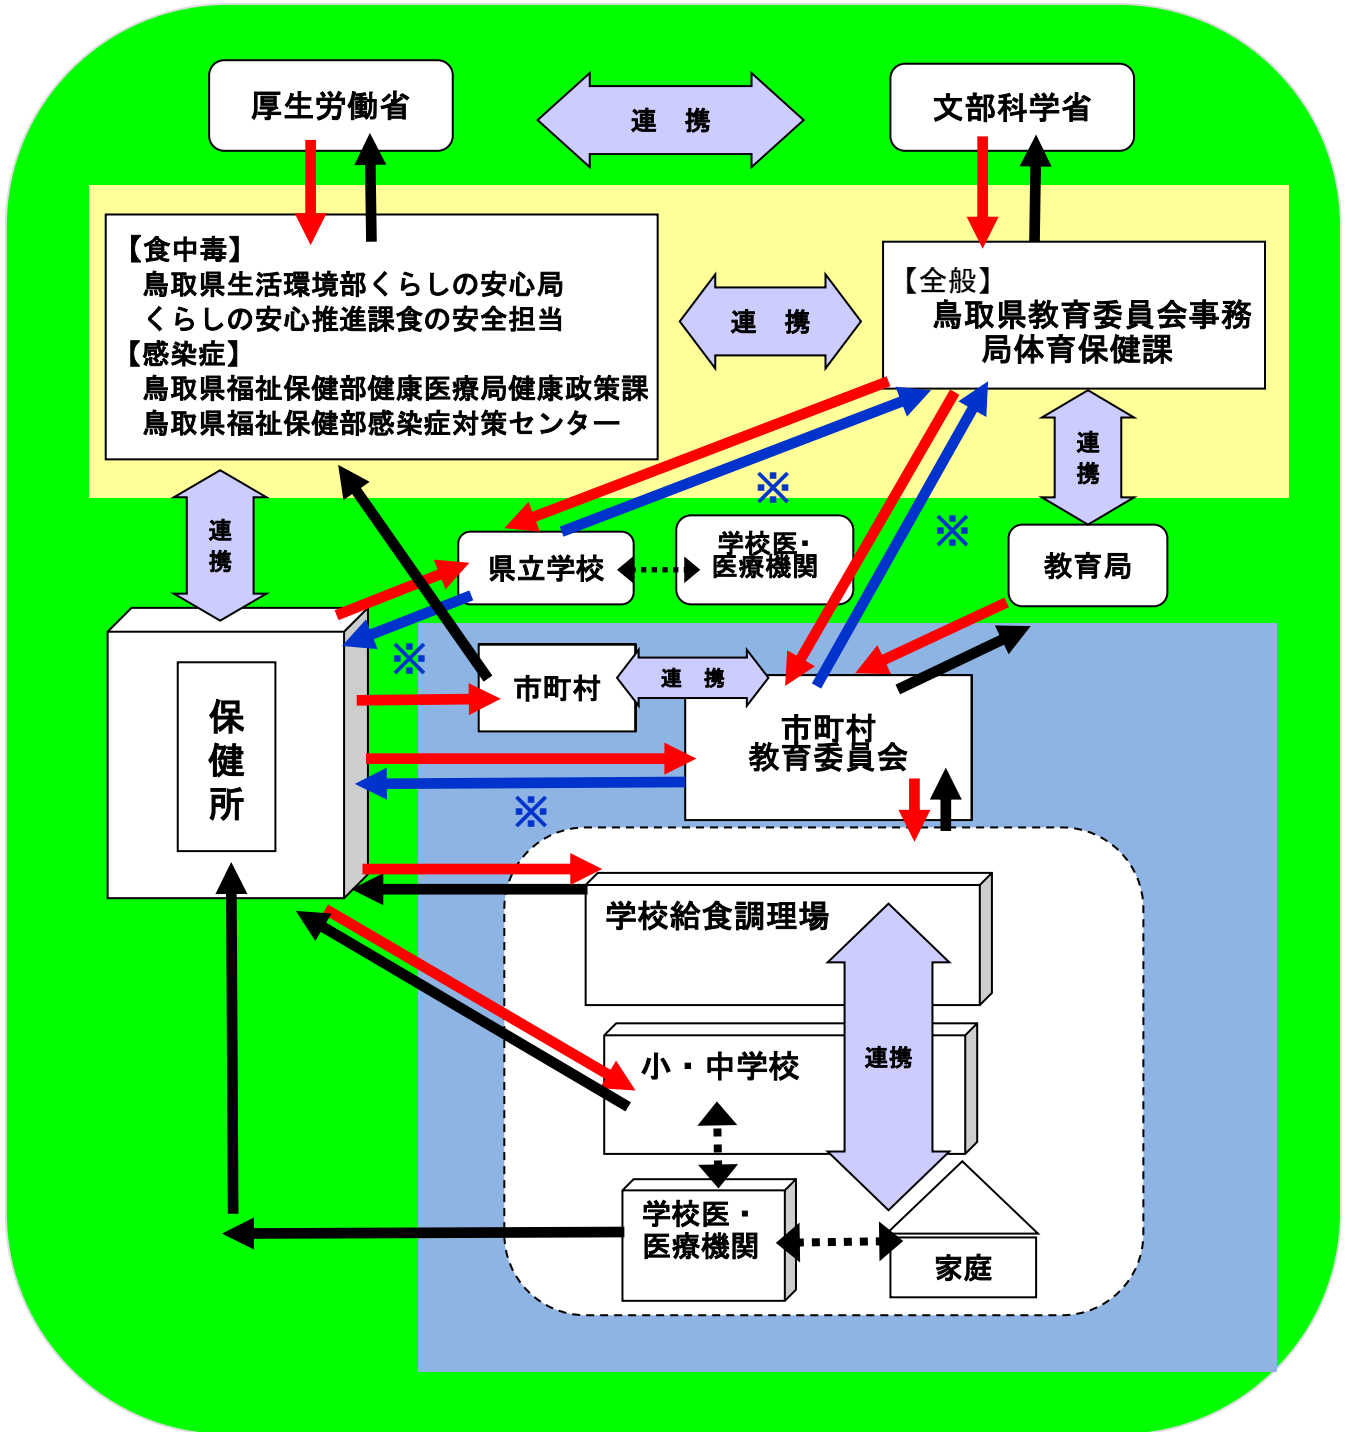 厚生労働省
連　携
文部科学省
【食中毒】
鳥取県生活環境部くらしの安心局
くらしの安心推進課食の安全担当
【感染症】
鳥取県福祉保健部健康医療局健康政策課
鳥取県福祉保健部感染症対策センター
連　携
【全般】
鳥取県教育委員会事務
局体育保健課
連
携
連
携
※
※
県立学校
学校医・
医療機関
教育局
※
市町村
連　携
市町村
教育委員会
保
健
所
※
学校給食調理場
連携
小・中学校
学校医・
医療機関
家庭